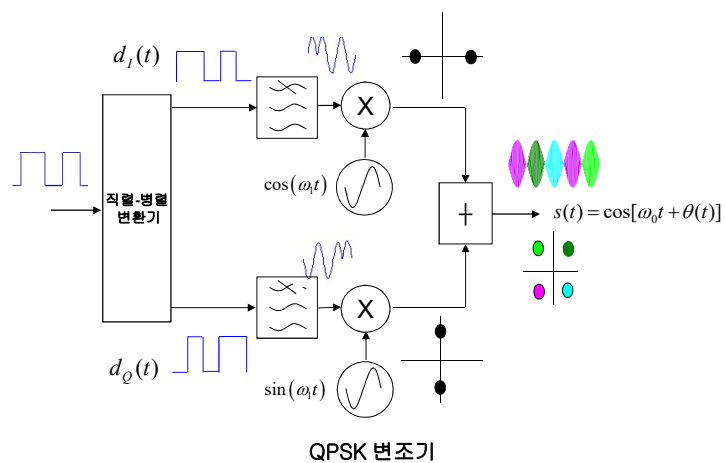 d_I(t)
X
cos(ω₁t)
직렬-병렬
변환기
+
s(t) = cos[ω₀t + θ(t)]
X
d_Q(t)
sin(ω₁t)
QPSK 변조기